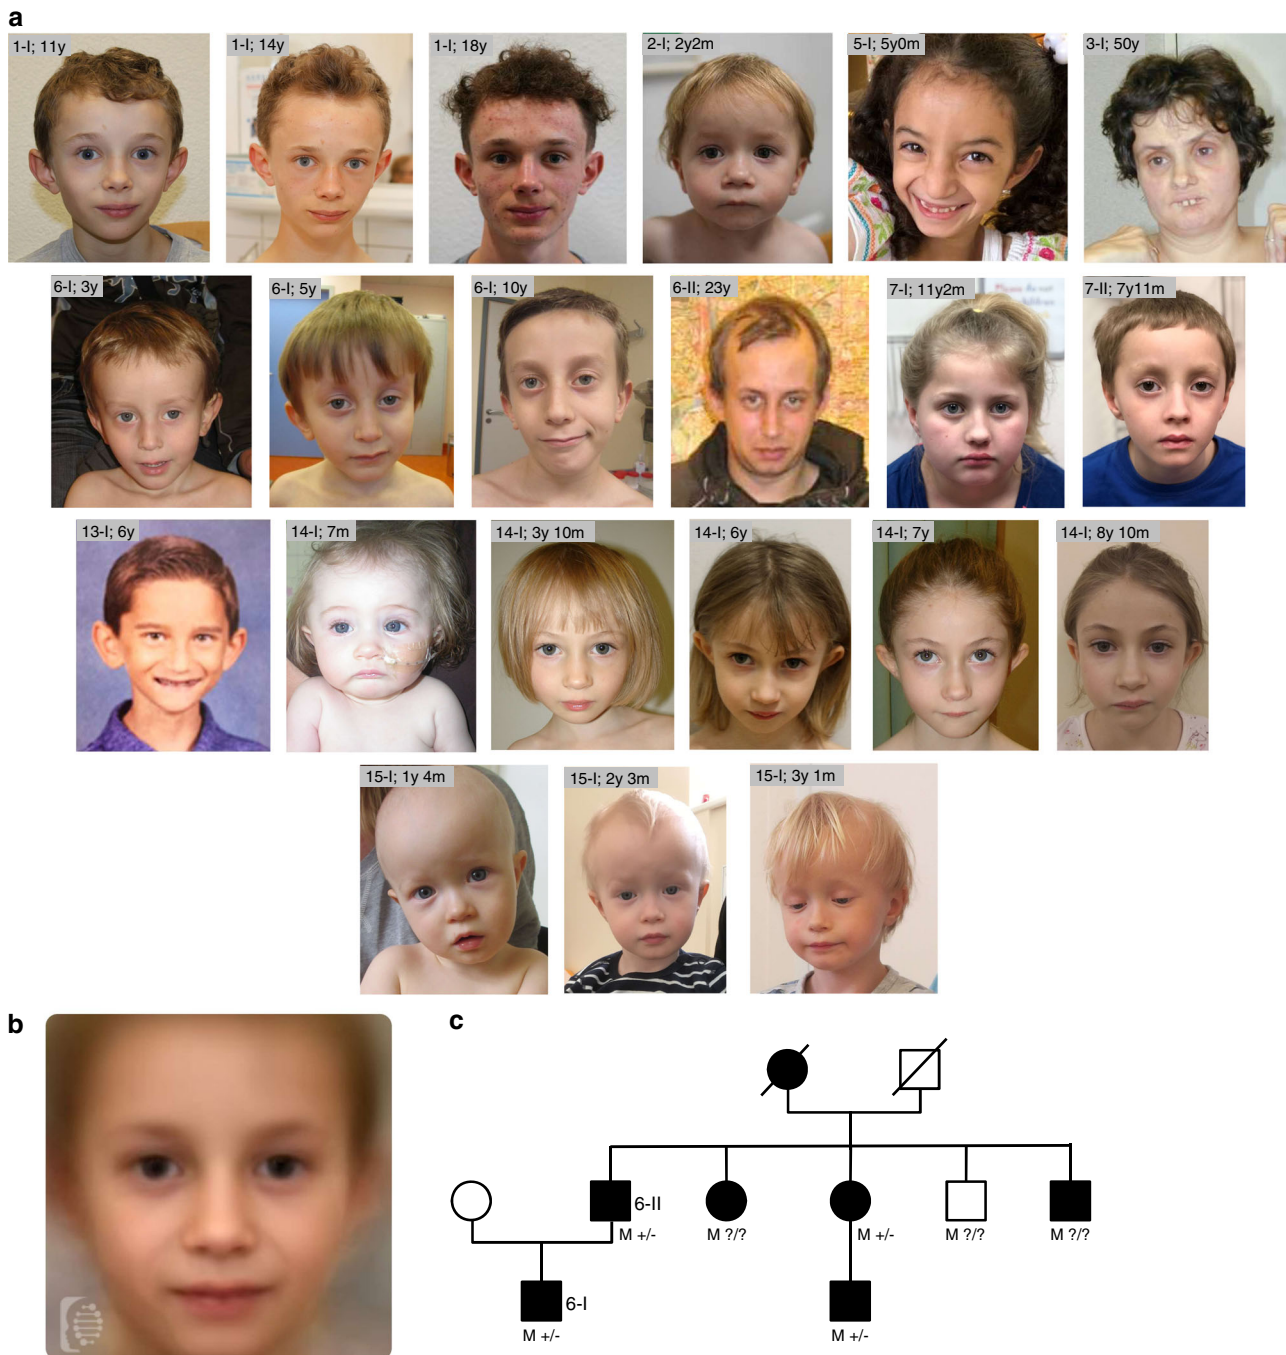 a
1-I; 11y
1-I; 14y
1-I; 18y
2-I; 2y2m
5-I; 5y0m
3-I; 50y
6-I; 3y
6-I; 5y
6-I; 10y
6-II; 23y
7-I; 11y2m
7-II; 7y11m
13-I; 6y
14-I; 7m
14-I; 3y 10m
14-I; 6y
14-I; 7y
14-I; 8y 10m
15-I; 1y 4m
15-I; 2y 3m
15-I; 3y 1m
b
c
6-II
M +/-
M ?/?
M +/-
M ?/?
M ?/?
6-I
M +/-
M +/-